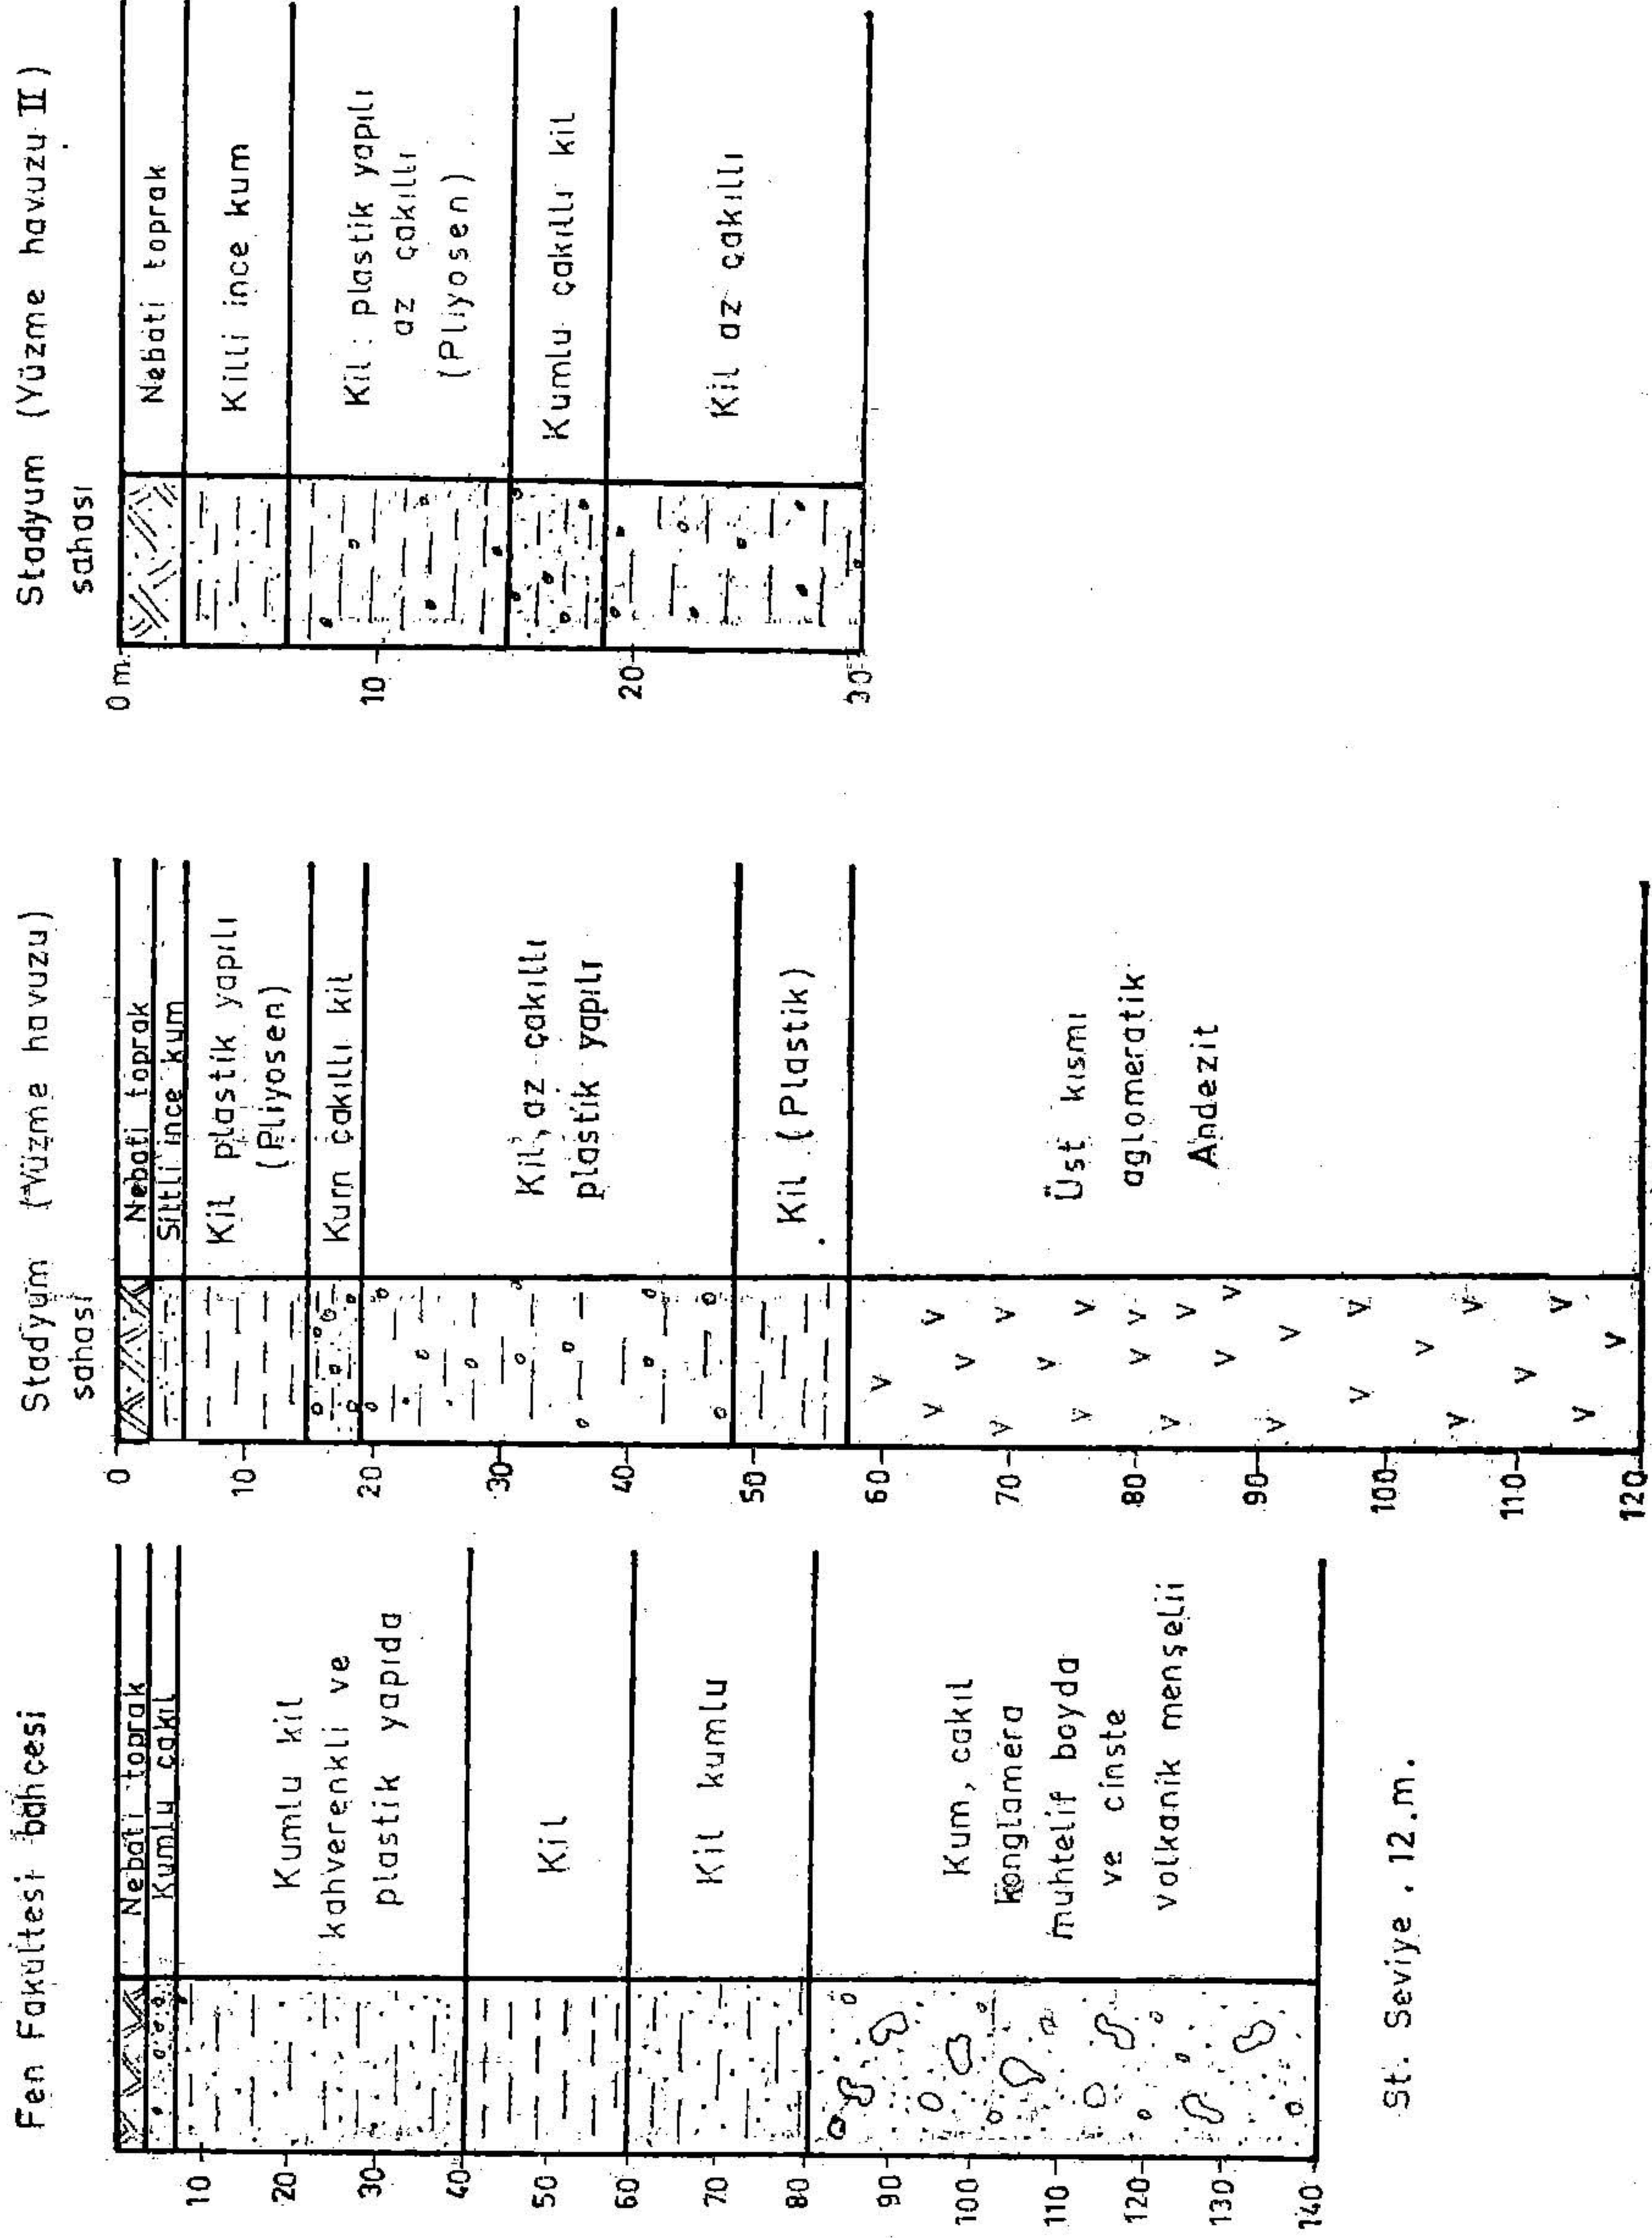 Fen Fakültesi bahçesi
Nebati toprak
Kumlu çakıl
Kumlu kil
kahverenkli ve
plastik yapıda
Kil
Kil kumlu
Kum, cakıl
Konglamera
muhtelif boyda
ve cinste
volkanik menşelii
10
20
30
40
50
60
70
80
90
100
110
120
130
140
St. Seviye . 12.m.
Stadyum (Yüzme havuzu)
sahası
Nebati toprak
Siltli ince kum
Kil plastik yapılı
(Pliyosen)
Kum çakıllı kil
Kil, az çakıllı
plastik yapılı
Kil (Plastik)
Üst kısmı
aglomeratik
Andezit
0
10
20
30
40
50
60
70
80
90
100
110
120
Stadyum (Yüzme havuzu II)
sahası
Nebati toprak
Killi ince kum
Kil : plastik yapılı
az çakıllı
(Pliyosen)
Kumlu çakıllı kil
Kil az çakıllı
0 m.
10
20
30